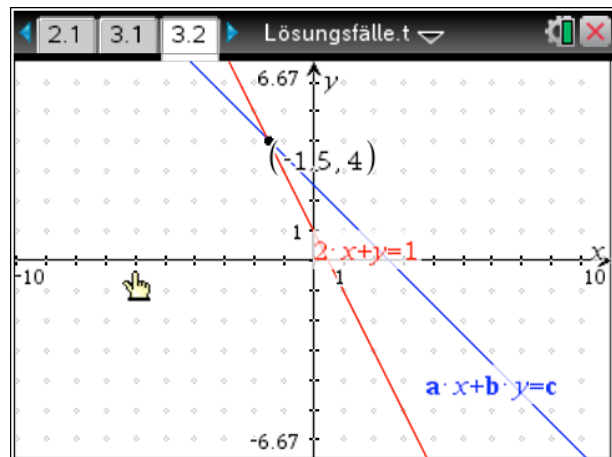 2.1 3.1 3.2 Lösungsfälle.t
6.67 y
(-1.5, 4)
1
2·x+y=1
x
-10 1 10
a·x+b·y=c
-6.67